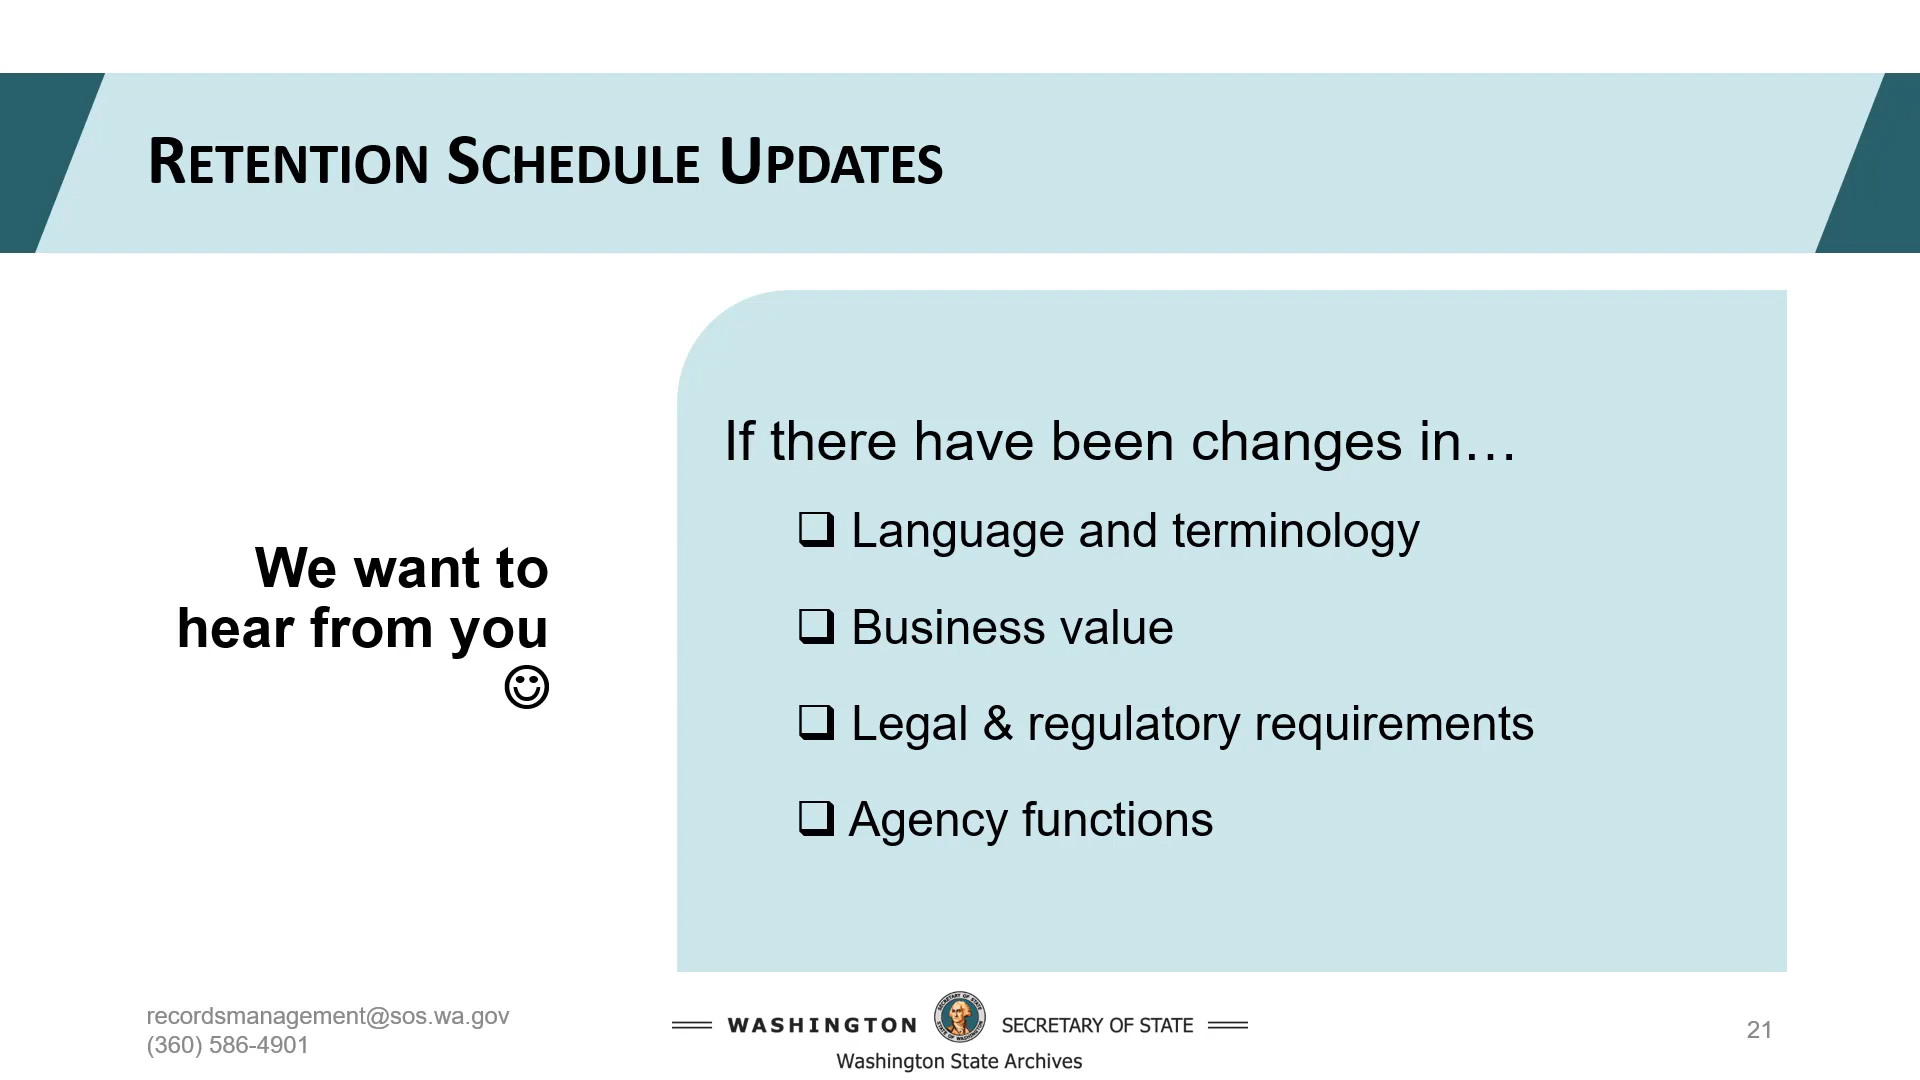 RETENTION SCHEDULE UPDATES
We want to
hear from you
☺
If there have been changes in…
❑ Language and terminology
❑ Business value
❑ Legal & regulatory requirements
❑ Agency functions
recordsmanagement@sos.wa.gov
(360) 586-4901
WASHINGTON SECRETARY OF STATE
Washington State Archives
21